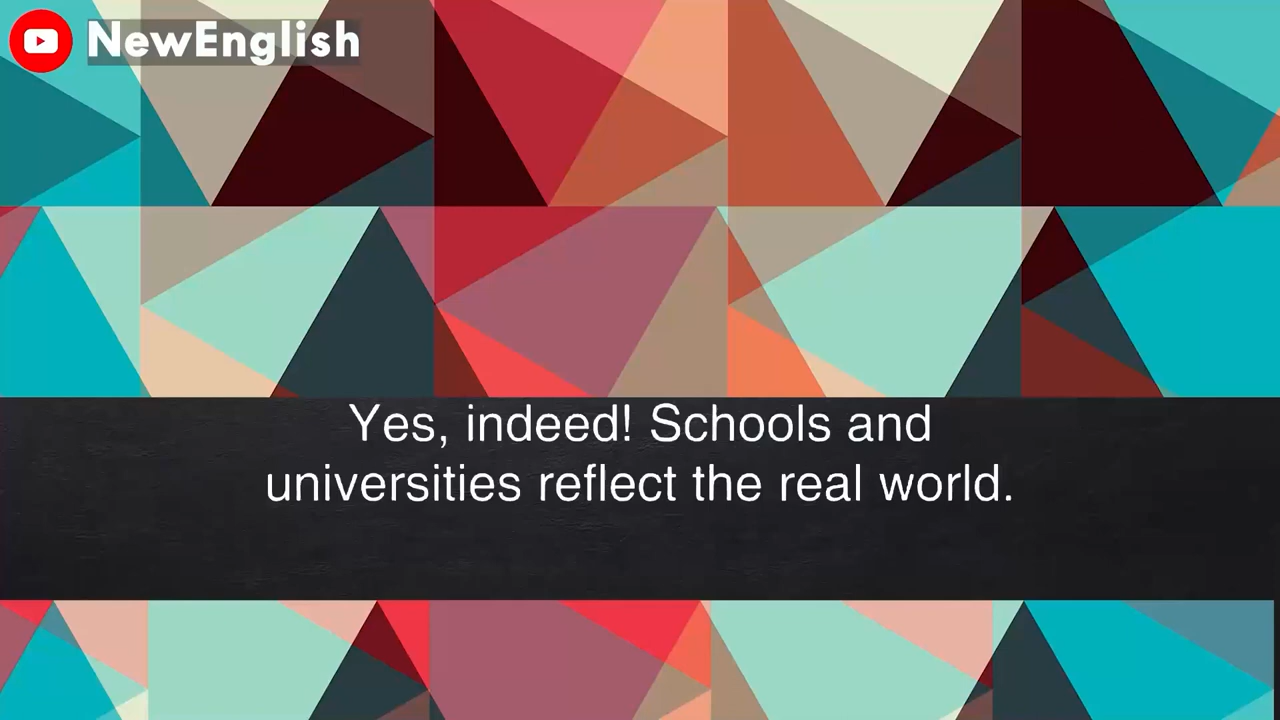 NewEnglish
Yes, indeed! Schools and
universities reflect the real world.